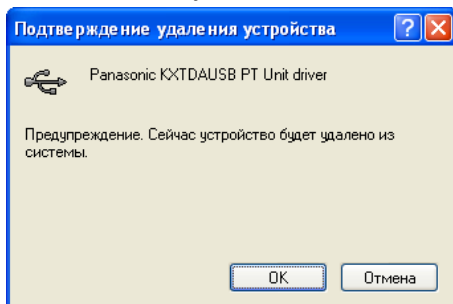 Подтверждение удаления устройства
Panasonic KXTDAUSB PT Unit driver
Предупреждение. Сейчас устройство будет удалено из
системы.
OK
Отмена